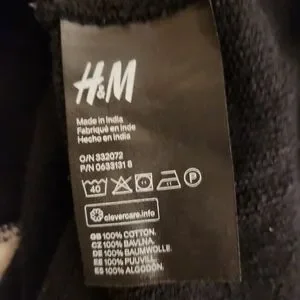 H&M
Made in India
Fabriqué en Inde
Hecho en India
O/N 332072
P/N 0633131 8
40
P
clevercare.info
GB 100% COTTON.
CZ 100% BAVLNA.
DE 100% BAUMWOLLE.
EE 100% PUUVILL.
ES 100% ALGODÓN.